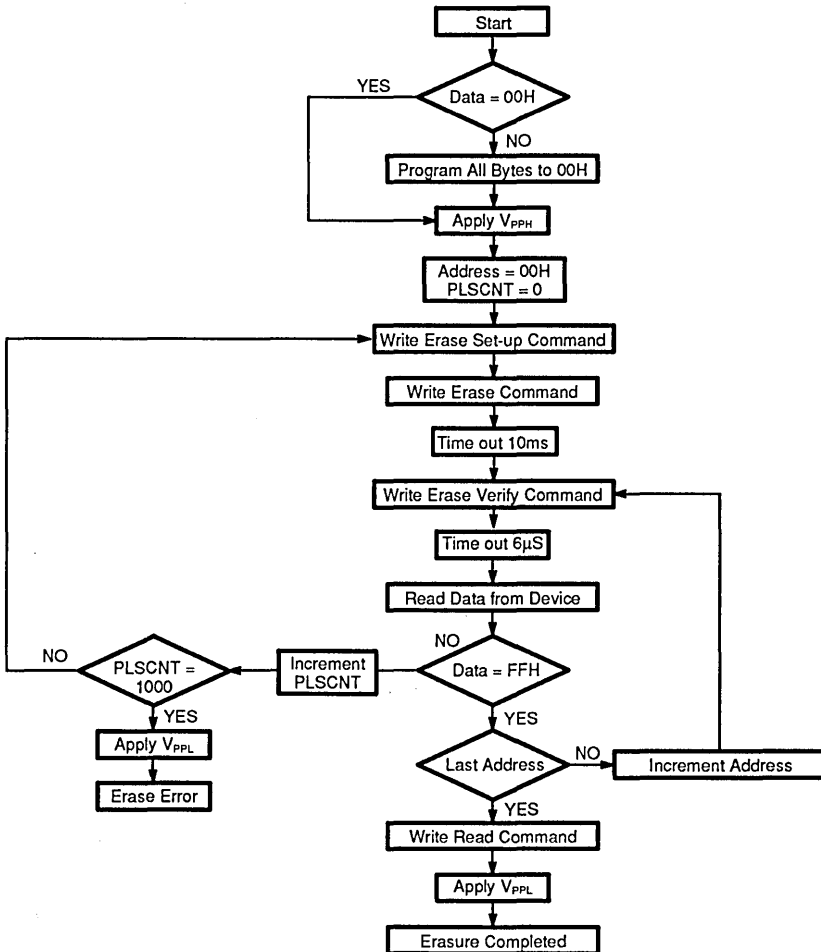 Start
YES
Data = 00H
NO
Program All Bytes to 00H
Apply VPPH
Address = 00H
PLSCNT = 0
Write Erase Set-up Command
Write Erase Command
Time out 10ms
Write Erase Verify Command
Time out 6µS
Read Data from Device
NO
Data = FFH
Increment
PLSCNT
PLSCNT =
1000
NO
YES
Apply VPPL
Erase Error
YES
Last Address
NO
Increment Address
YES
Write Read Command
Apply VPPL
Erasure Completed